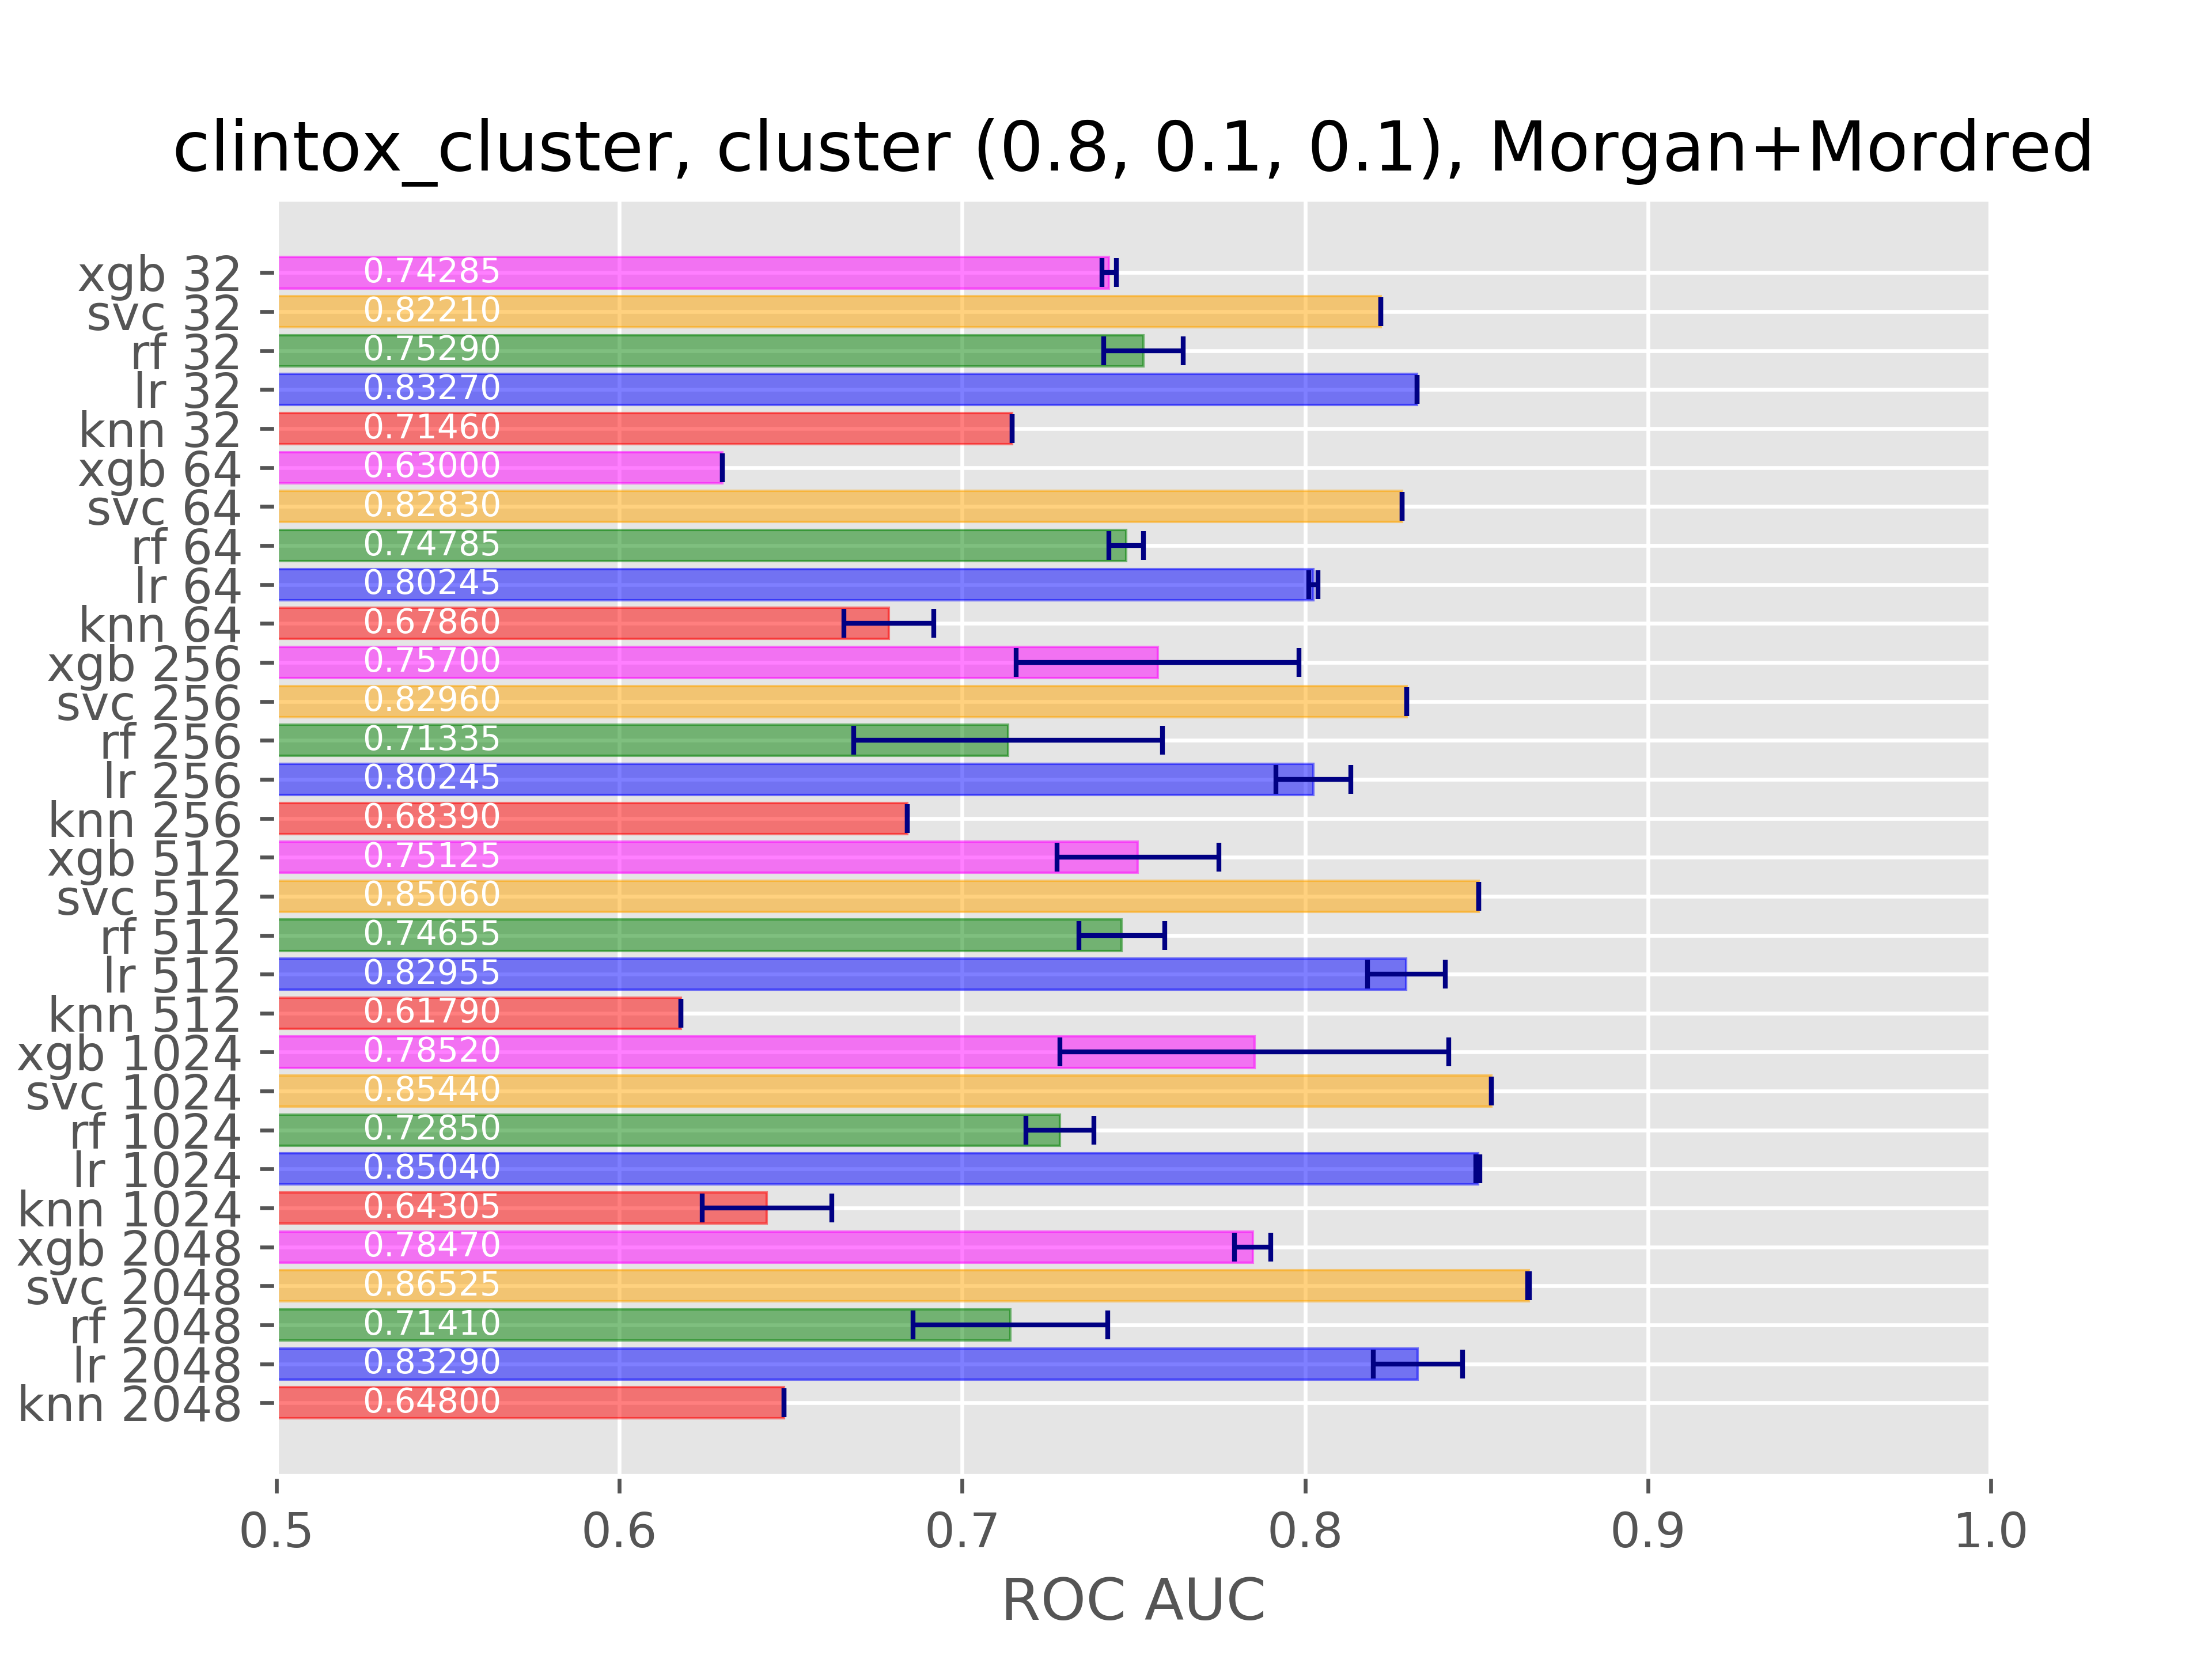 clintox_cluster, cluster (0.8, 0.1, 0.1), Morgan+Mordred
xgb 32 0.74285
svc 32 0.82210
rf 32 0.75290
lr 32 0.83270
knn 32 0.71460
xgb 64 0.63000
svc 64 0.82830
rf 64 0.74785
lr 64 0.80245
knn 64 0.67860
xgb 256 0.75700
svc 256 0.82960
rf 256 0.71335
lr 256 0.80245
knn 256 0.68390
xgb 512 0.75125
svc 512 0.85060
rf 512 0.74655
lr 512 0.82955
knn 512 0.61790
xgb 1024 0.78520
svc 1024 0.85440
rf 1024 0.72850
lr 1024 0.85040
knn 1024 0.64305
xgb 2048 0.78470
svc 2048 0.86525
rf 2048 0.71410
lr 2048 0.83290
knn 2048 0.64800
0.5 0.6 0.7 0.8 0.9 1.0
ROC AUC